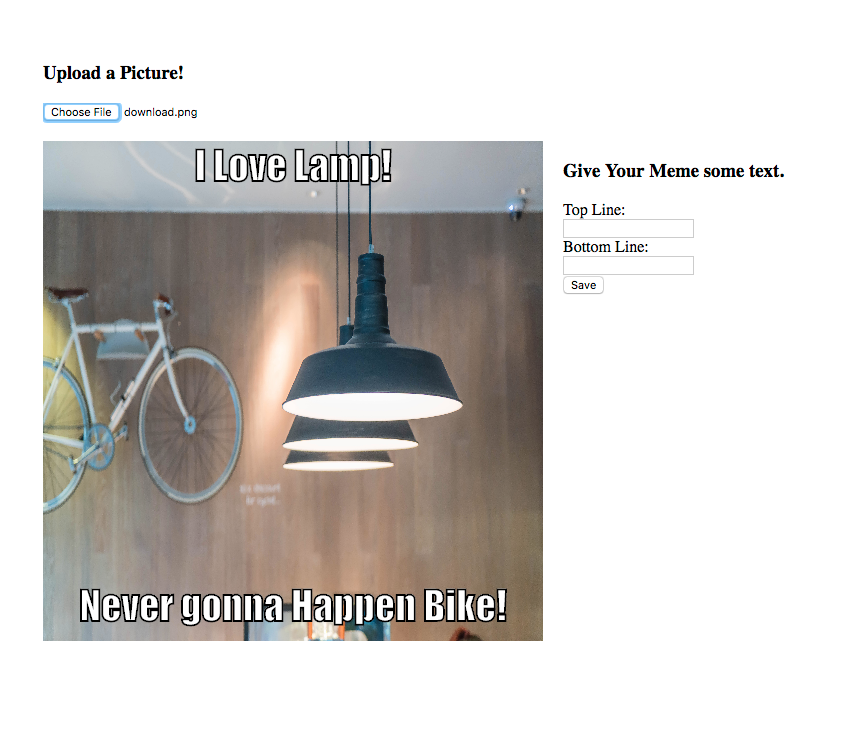 Upload a Picture!
Choose File download.png
I Love Lamp!
Give Your Meme some text.
Top Line:
Bottom Line:
Save
Never gonna Happen Bike!